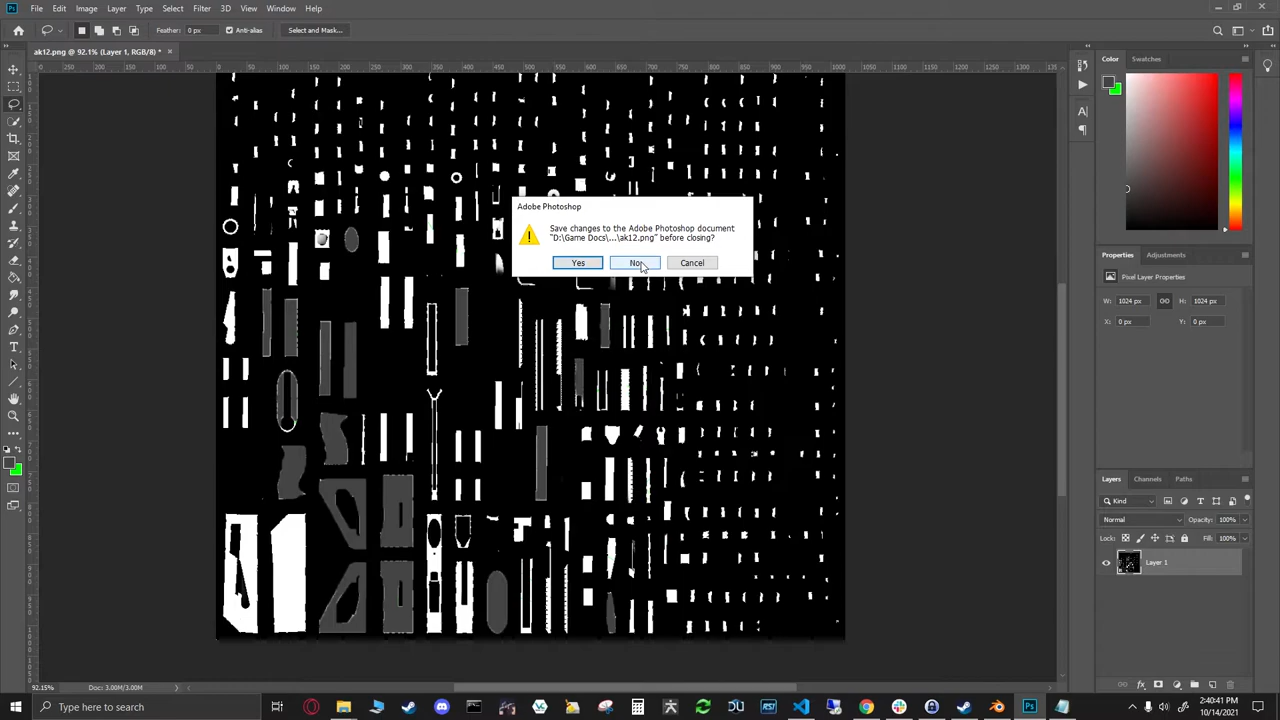 Ps File Edit Image Layer Type Select Filter 3D View Window Help
Feather: 0 px Anti-alias Select and Mask...
ak12.png @ 92.1% (Layer 1, RGB/8) *
Color Swatches
Adobe Photoshop
Save changes to the Adobe Photoshop document
"D:\Game Docs\...\ak12.png" before closing?
Yes No Cancel
Properties Adjustments
Pixel Layer Properties
W: 1024 px H: 1024 px
X: 0 px Y: 0 px
Layers Channels Paths
Kind
Normal Opacity: 100%
Lock: Fill: 100%
Layer 1
92.15% Doc: 3.00M/3.00M
Type here to search
2:40:41 PM
10/14/2021